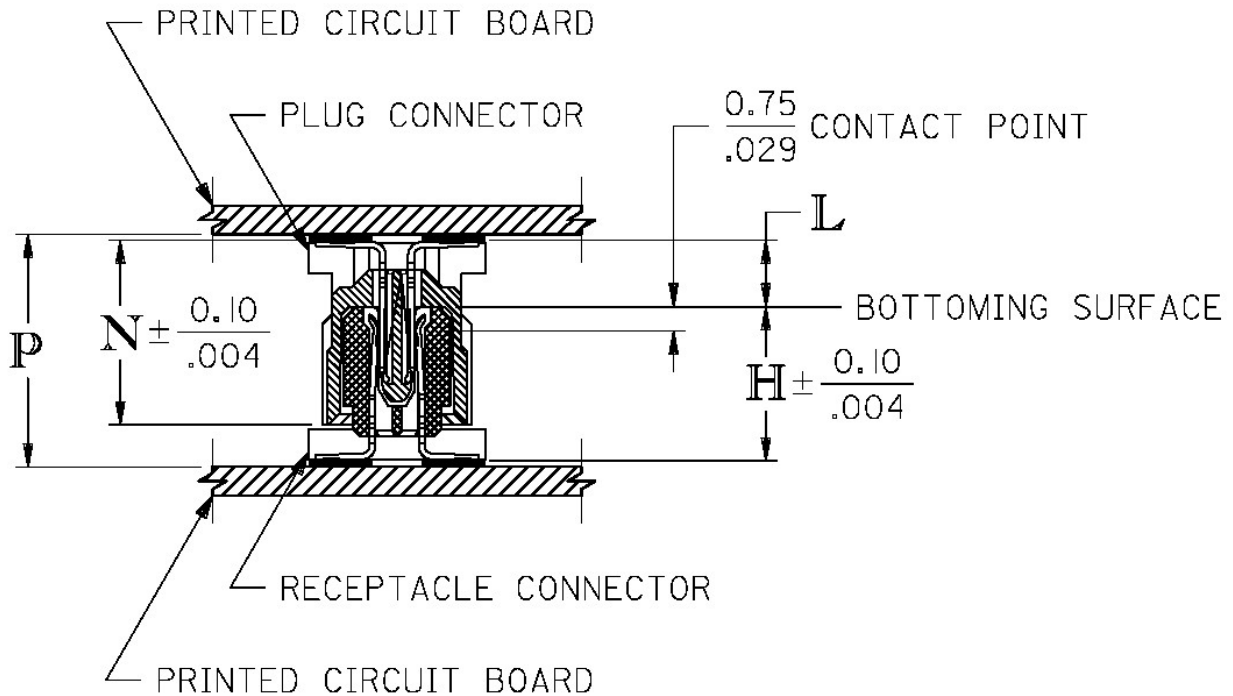 PRINTED CIRCUIT BOARD
PLUG CONNECTOR
0.75
.029
CONTACT POINT
L
BOTTOMING SURFACE
P
N ± 0.10
.004
H ± 0.10
.004
RECEPTACLE CONNECTOR
PRINTED CIRCUIT BOARD